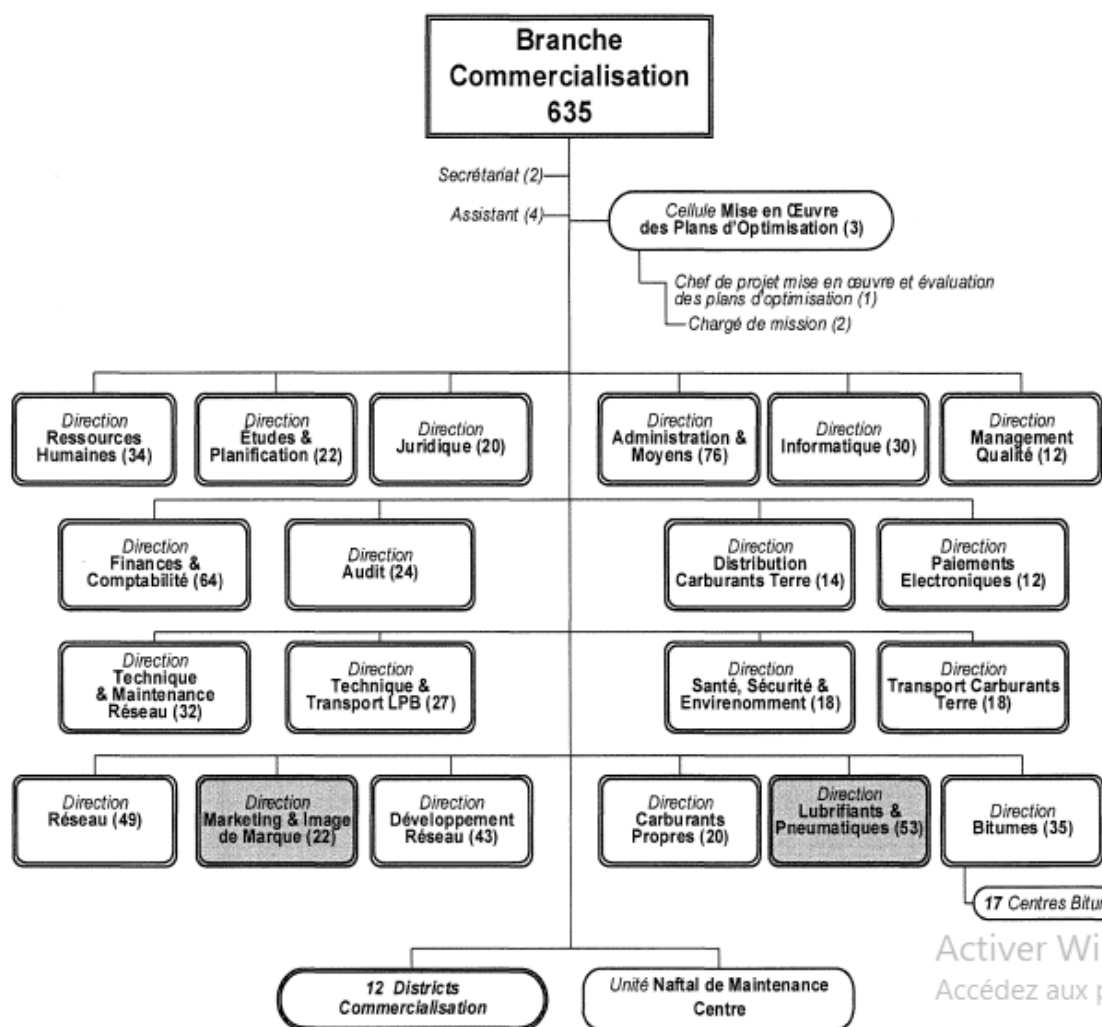 Branche
Commercialisation
635
Secrétariat (2)
Assistant (4)
Cellule Mise en Œuvre
des Plans d'Optimisation (3)
Chef de projet mise en œuvre et évaluation
des plans d'optimisation (1)
Chargé de mission (2)
Direction
Ressources
Humaines (34)
Direction
Études &
Planification (22)
Direction
Juridique (20)
Direction
Administration &
Moyens (76)
Direction
Informatique (30)
Direction
Management
Qualité (12)
Direction
Finances &
Comptabilité (64)
Direction
Audit (24)
Direction
Distribution
Carburants Terre (14)
Direction
Paiements
Electroniques (12)
Direction
Technique
& Maintenance
Réseau (32)
Direction
Technique &
Transport LPB (27)
Direction
Santé, Sécurité &
Envirenomment (18)
Direction
Transport Carburants
Terre (18)
Direction
Réseau (49)
Direction
Marketing & Image
de Marque (22)
Direction
Développement
Réseau (43)
Direction
Carburants
Propres (20)
Direction
Lubrifiants &
Pneumatiques (53)
Direction
Bitumes (35)
17 Centres Bitu
12 Districts
Commercialisation
Unité Naftal de Maintenance
Centre
Activer Wi
Accédez aux p